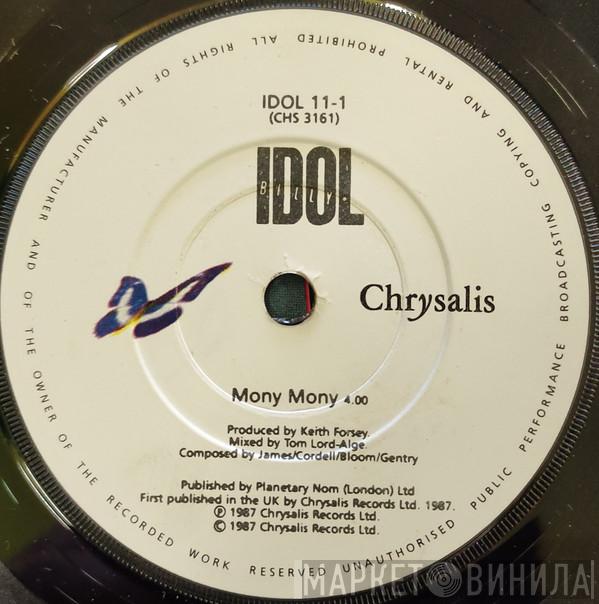 IDOL 11-1
(CHS 3161)
IDOL
BILLY
Chrysalis
Mony Mony 4.00
Produced by Keith Forsey.
Mixed by Tom Lord-Alge.
Composed by James/Cordell/Bloom/Gentry
Published by Planetary Nom (London) Ltd
First published in the UK by Chrysalis Records Ltd. 1987.
Ⓟ 1987 Chrysalis Records Ltd.
© 1987 Chrysalis Records Ltd.
ALL RIGHTS OF THE MANUFACTURER AND OF THE OWNER OF THE RECORDED WORK RESERVED UNAUTHORISED PUBLIC PERFORMANCE BROADCASTING COPYING AND RENTAL PROHIBITED
МАРКЕТ ВИНИЛА